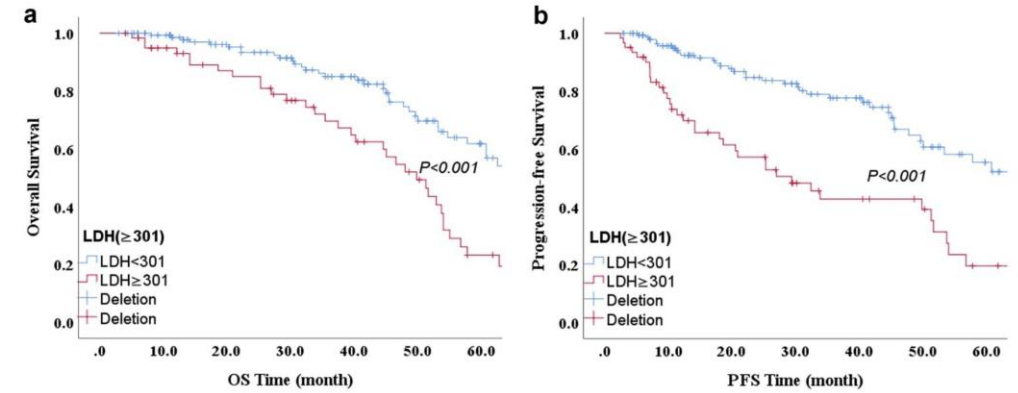 a
Overall Survival
1.0
0.8
0.6
0.4
0.2
0.0
P<0.001
LDH(≥301)
LDH<301
LDH≥301
Deletion
Deletion
.0 10.0 20.0 30.0 40.0 50.0 60.0
OS Time (month)
b
Progression-free Survival
1.0
0.8
0.6
0.4
0.2
0.0
P<0.001
LDH(≥301)
LDH<301
LDH≥301
Deletion
Deletion
.0 10.0 20.0 30.0 40.0 50.0 60.0
PFS Time (month)